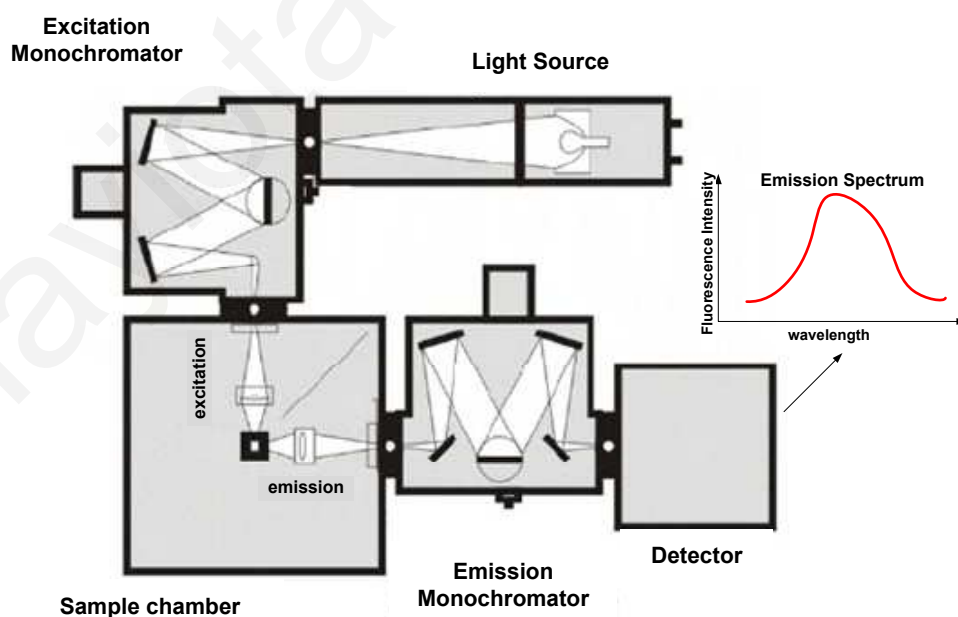 Excitation
Monochromator
Light Source
Emission Spectrum
Fluorescence Intensity
wavelength
excitation
emission
Detector
Emission
Monochromator
Sample chamber